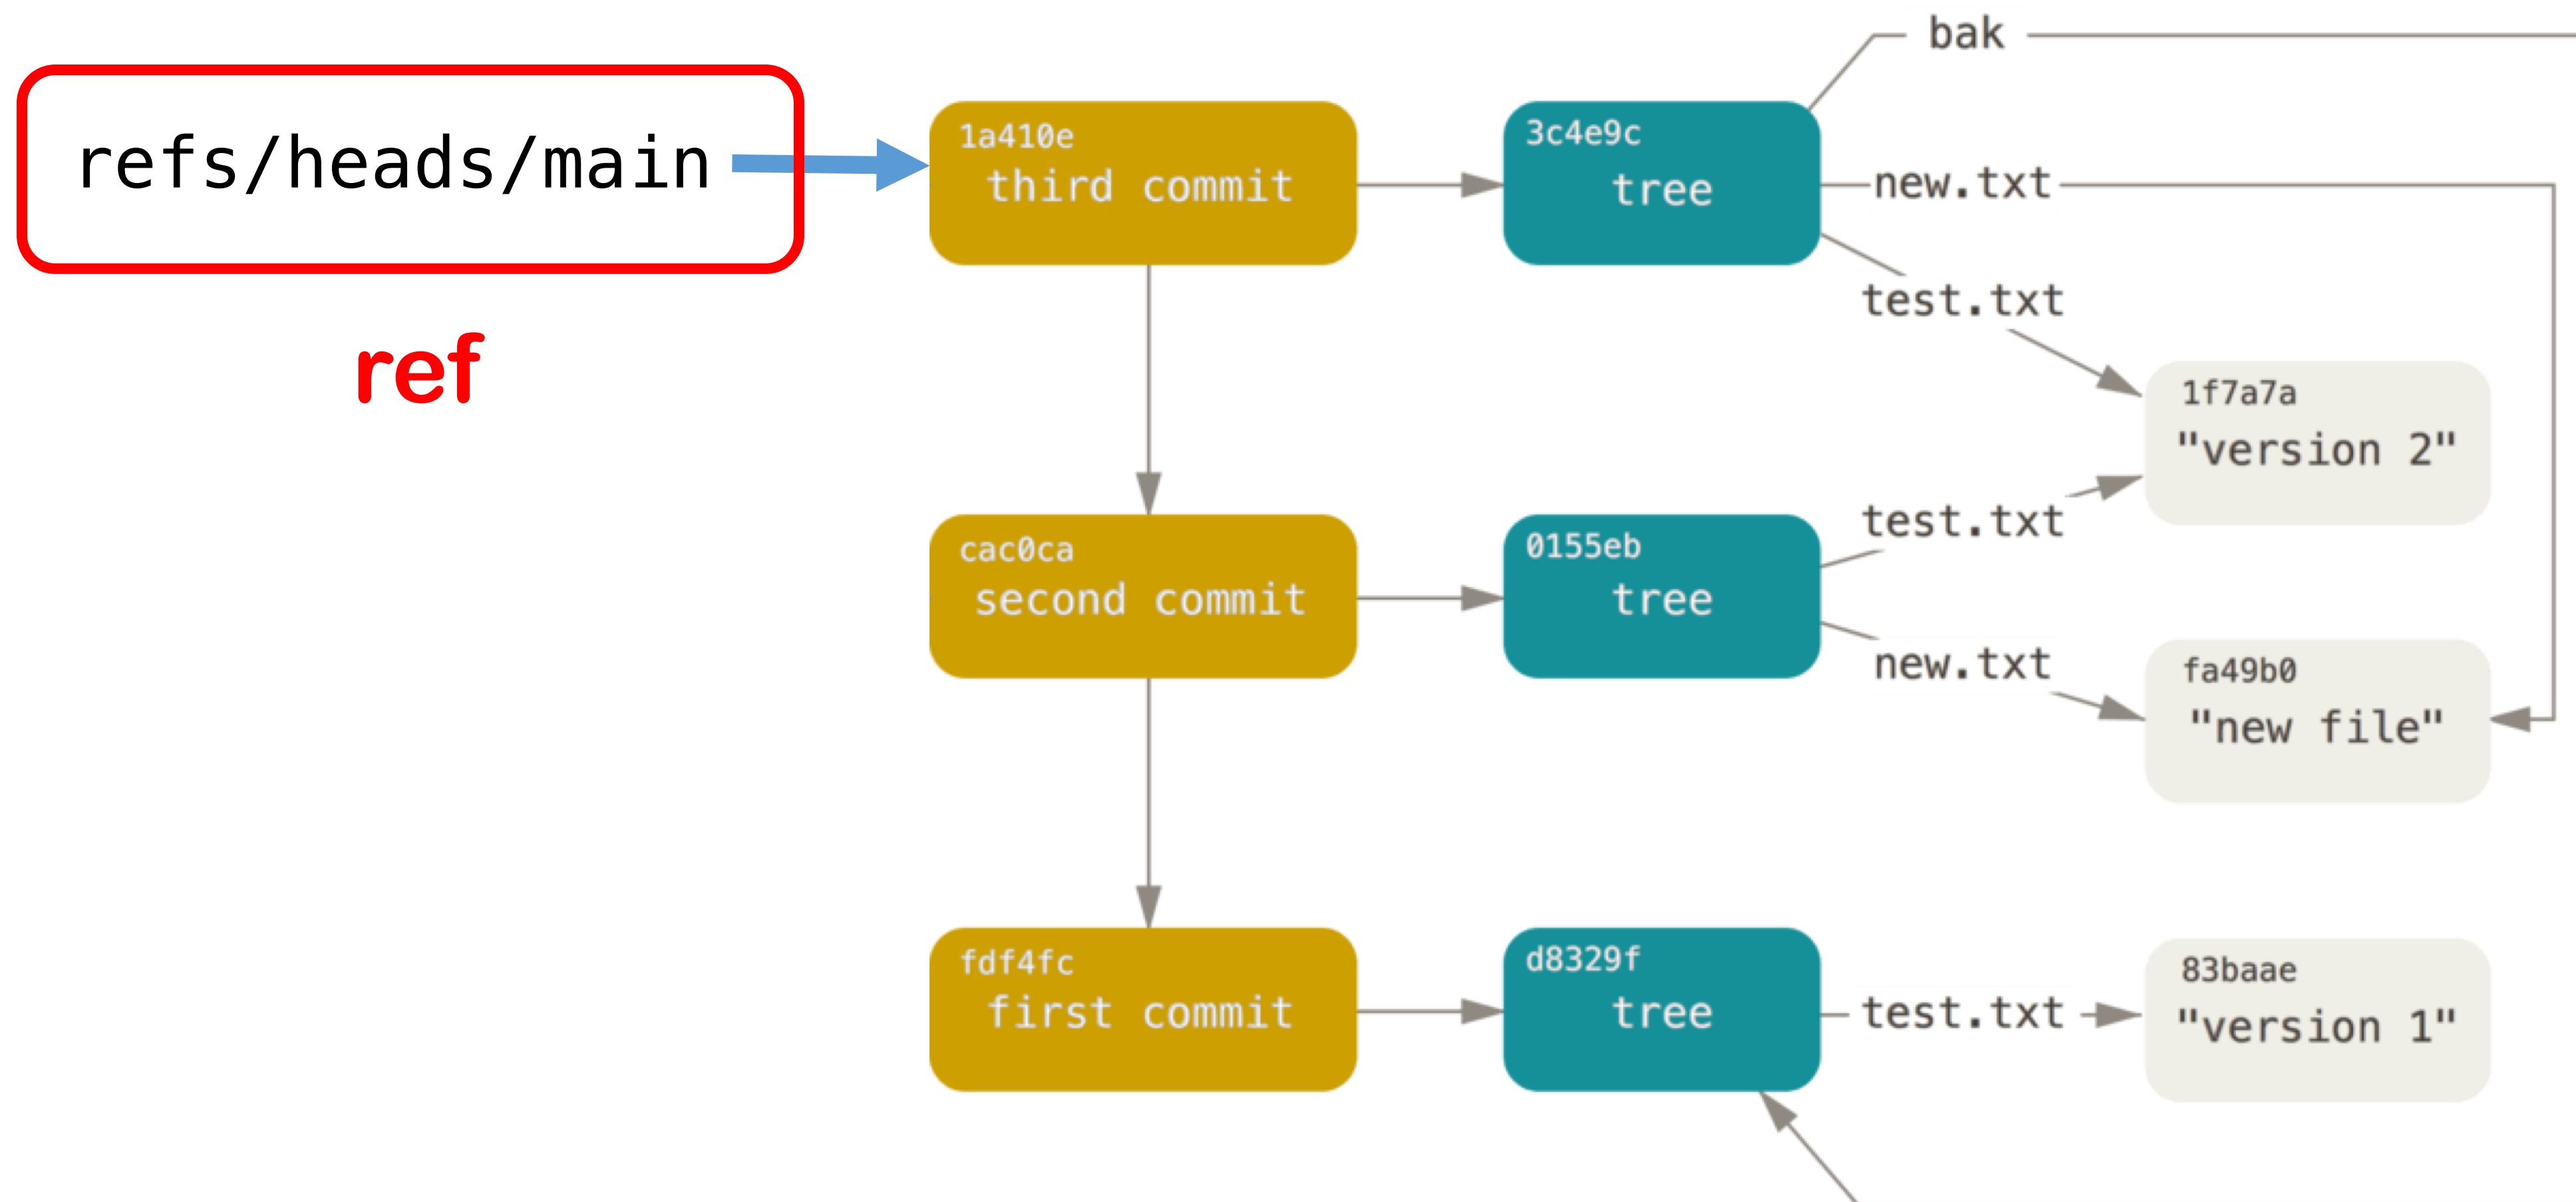 bak
refs/heads/main
1a410e
third commit
3c4e9c
tree
new.txt
test.txt
ref
1f7a7a
"version 2"
cac0ca
second commit
0155eb
tree
test.txt
new.txt
fa49b0
"new file"
fdf4fc
first commit
d8329f
tree
test.txt
83baae
"version 1"